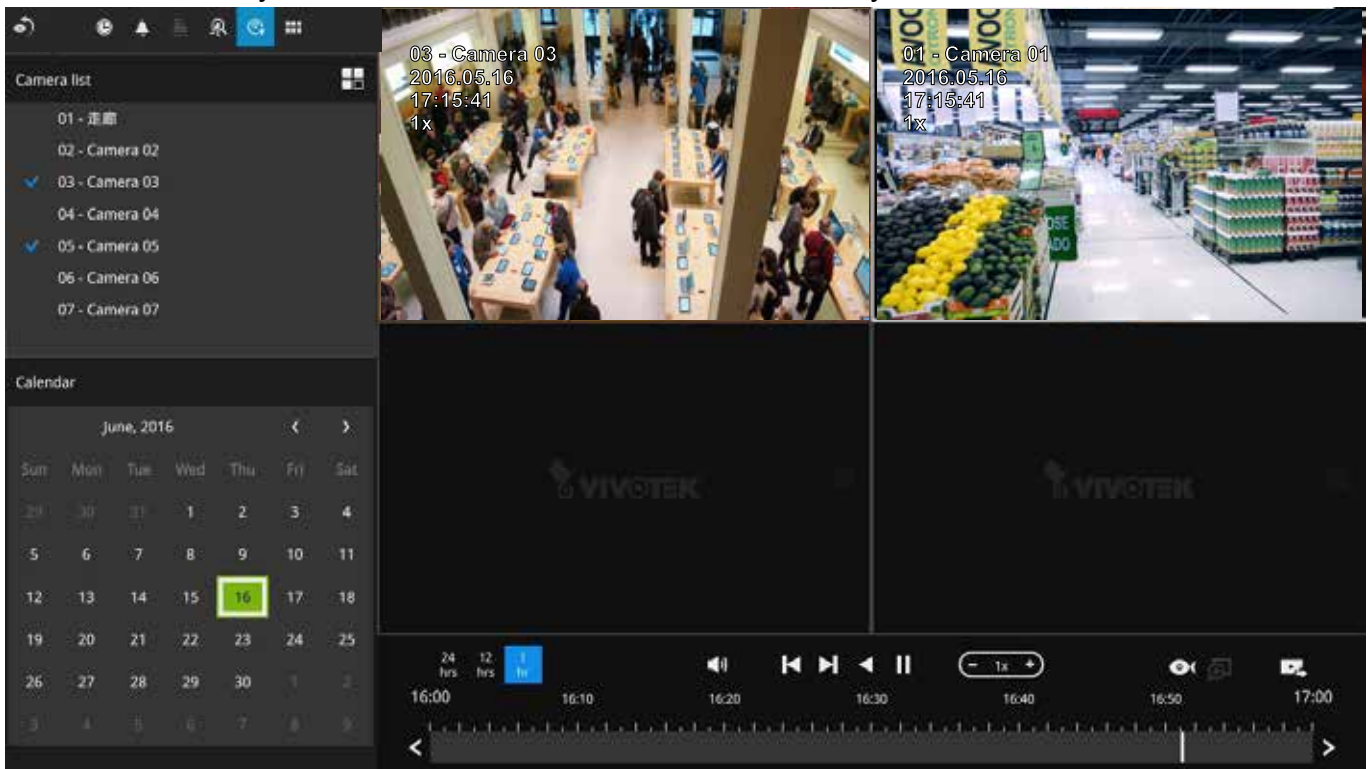 Camera list
01 - 走廊
02 - Camera 02
03 - Camera 03
04 - Camera 04
05 - Camera 05
06 - Camera 06
07 - Camera 07
Calendar
June, 2016
Sun Mon Tue Wed Thu Fri Sat
29 30 31 1 2 3 4
5 6 7 8 9 10 11
12 13 14 15 16 17 18
19 20 21 22 23 24 25
26 27 28 29 30 1 2
3 4 5 6 7 8 9
03 - Camera 03
2016.05.16
17:15:41
1x
01 - Camera 01
2016.05.16
17:15:41
1x
VIVOTEK
VIVOTEK
24 hrs
12 hrs
1 hr
- 1x +
16:00 16:10 16:20 16:30 16:40 16:50 17:00